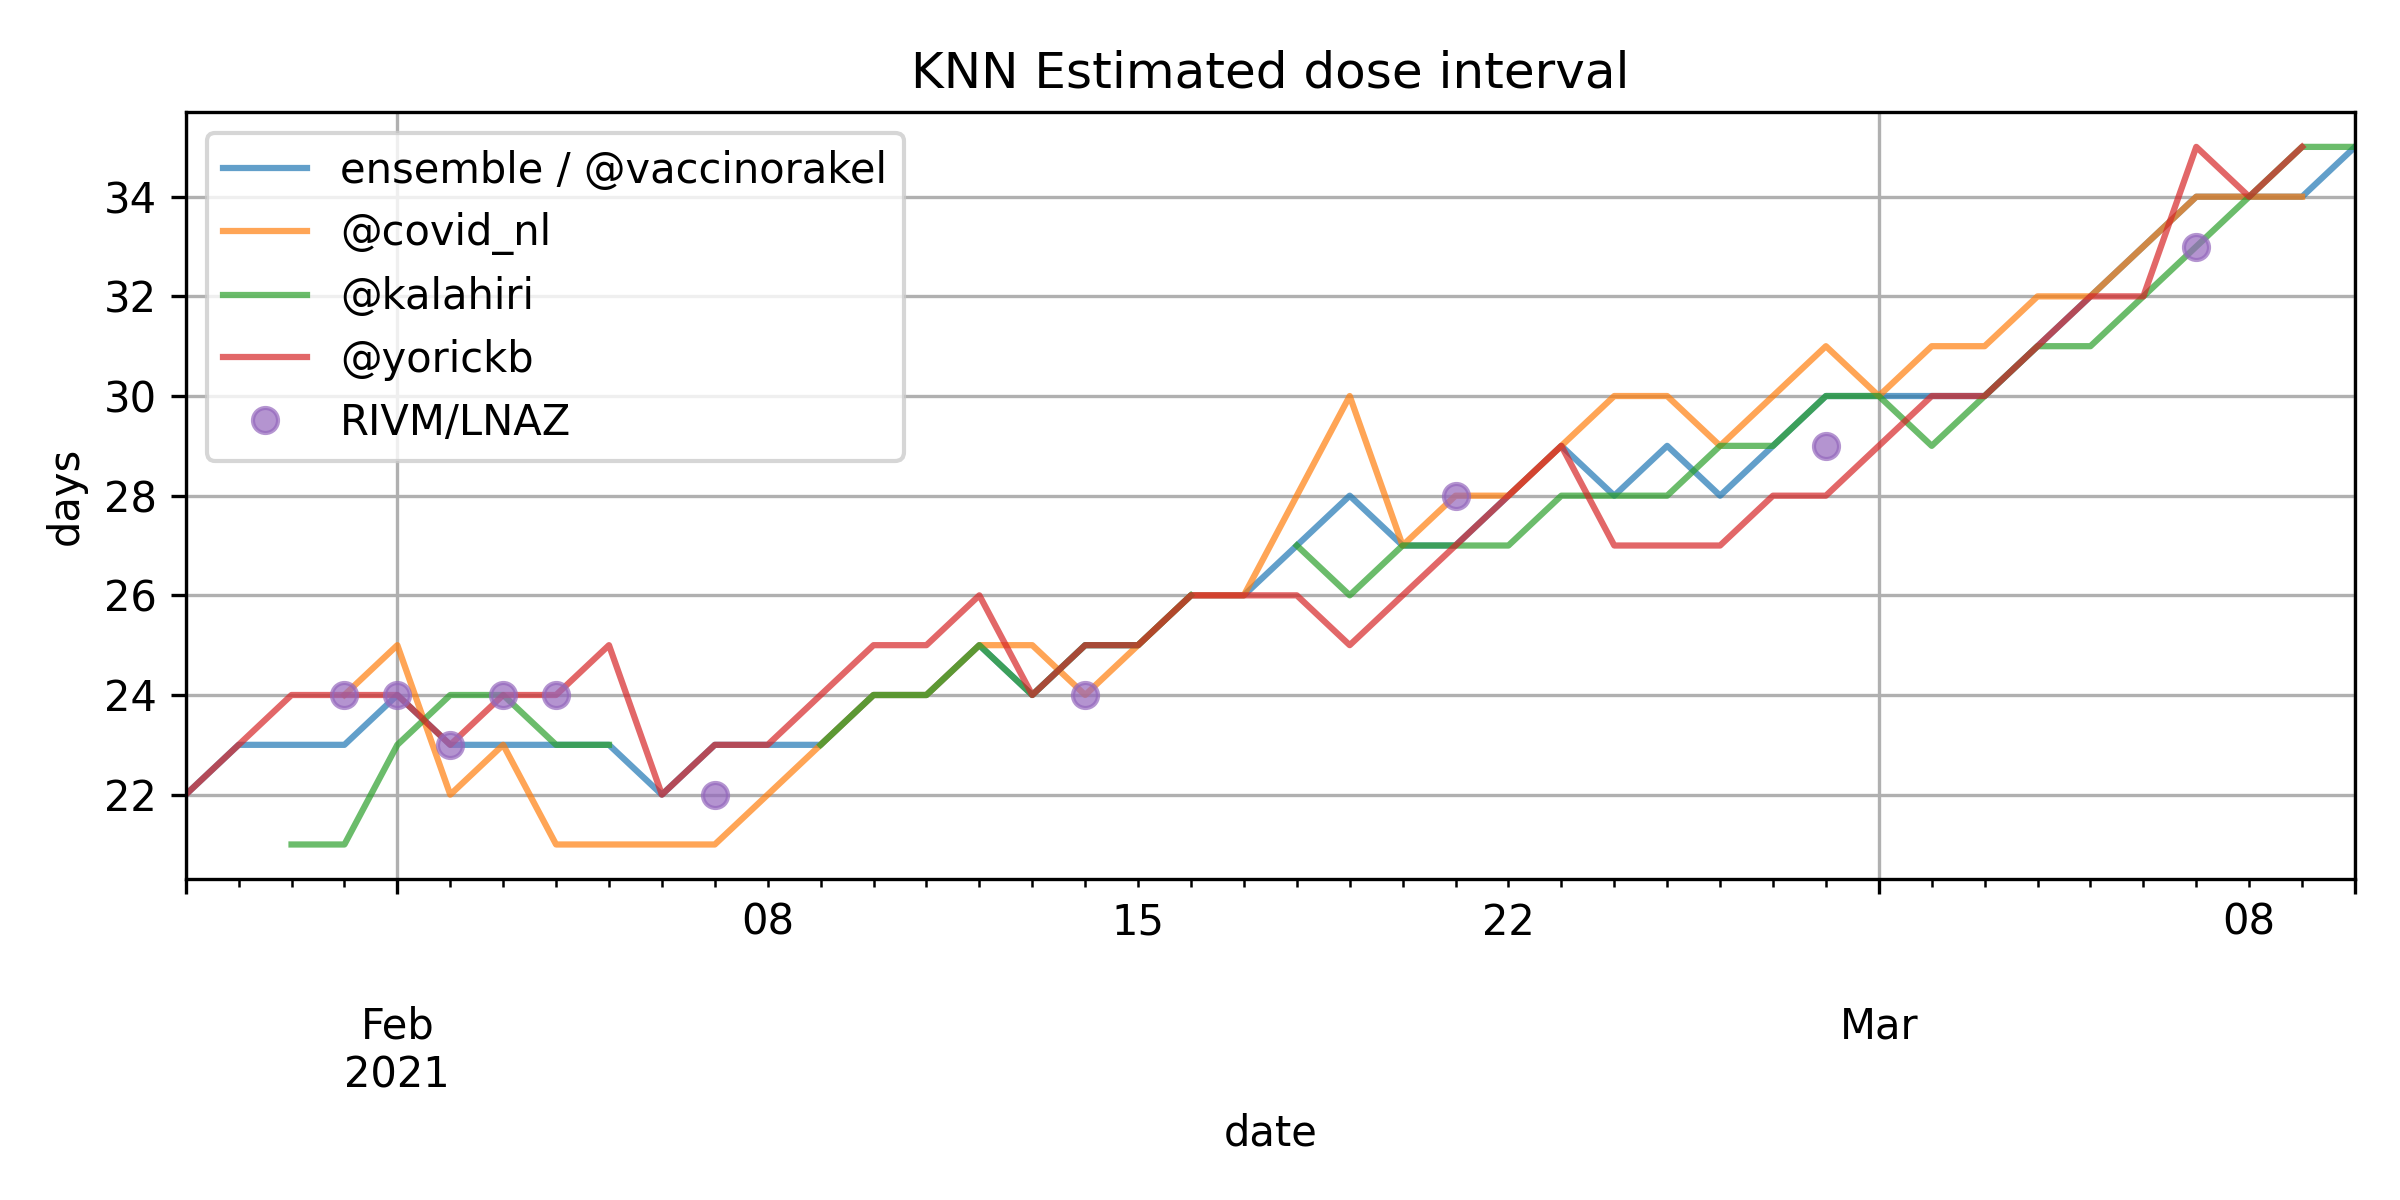 KNN Estimated dose interval
ensemble / @vaccinorakel
@covid_nl
@kalahiri
@yorickb
RIVM/LNAZ
days
34
32
30
28
26
24
22
08 15 22 08
Feb Mar
2021
date